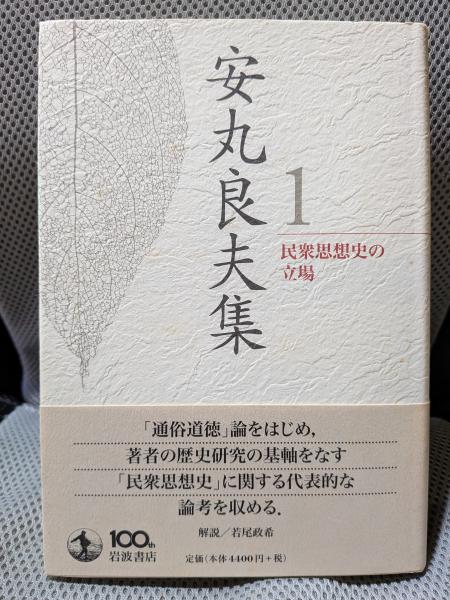 安丸良夫集
1
民衆思想史の
立場
「通俗道徳」論をはじめ,
著者の歴史研究の基軸をなす
「民衆思想史」に関する代表的な
論考を収める.
解説/若尾政希
100th
岩波書店
定価(本体4400円+税)